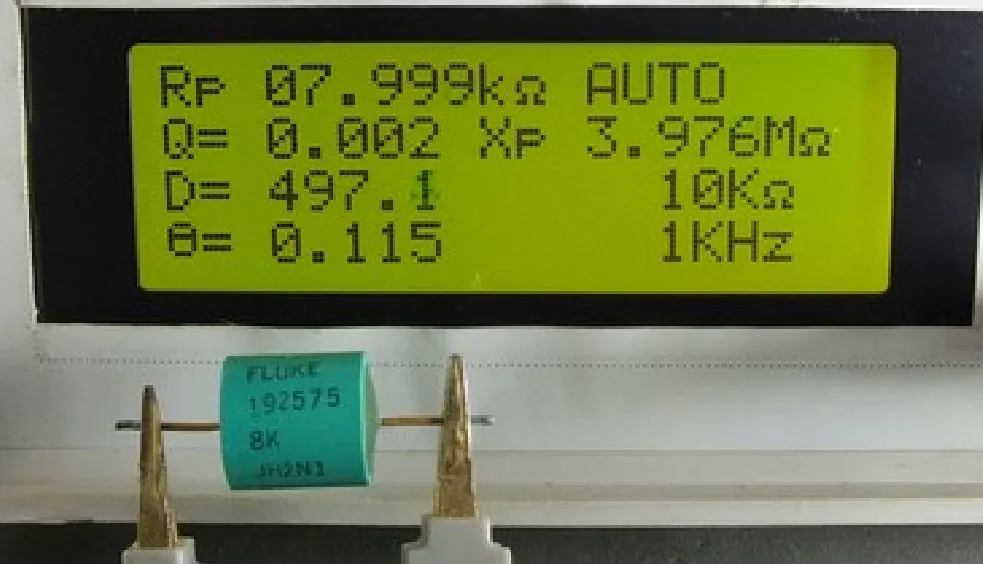 Rp 07.999kΩ AUTO
Q= 0.002 Xp 3.976MΩ
D= 497.1 10KΩ
θ= 0.115 1KHz
FLUKE
192575
8K
JH2N1